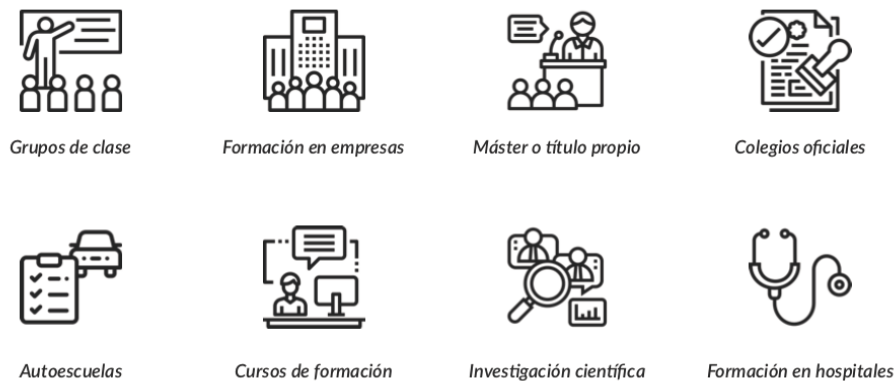 Grupos de clase
Formación en empresas
Máster o título propio
Colegios oficiales
Autoescuelas
Cursos de formación
Investigación científica
Formación en hospitales